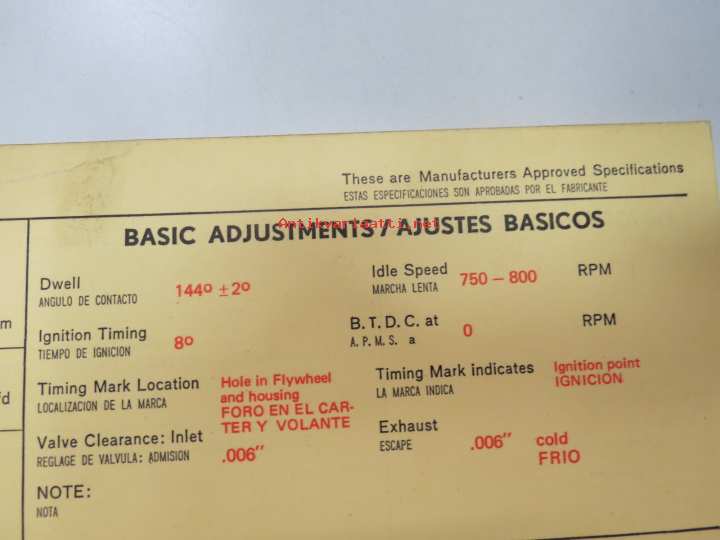 These are Manufacturers Approved Specifications
ESTAS ESPECIFICACIONES SON APROBADAS POR EL FABRICANTE
Antikvariaatti.net
BASIC ADJUSTMENTS/AJUSTES BASICOS
Dwell 144º ±2º Idle Speed 750 – 800 RPM
ANGULO DE CONTACTO MARCHA LENTA
m
Ignition Timing 8º B.T.D.C. at 0 RPM
TIEMPO DE IGNICION A. P. M. S. a
Timing Mark Location Hole in Flywheel Timing Mark indicates Ignition point
LOCALIZACION DE LA MARCA and housing LA MARCA INDICA IGNICION
FORO EN EL CAR-
TER Y VOLANTE
Valve Clearance: Inlet .006″ Exhaust .006″ cold
REGLAGE DE VALVULA: ADMISION ESCAPE FRIO
NOTE:
NOTA